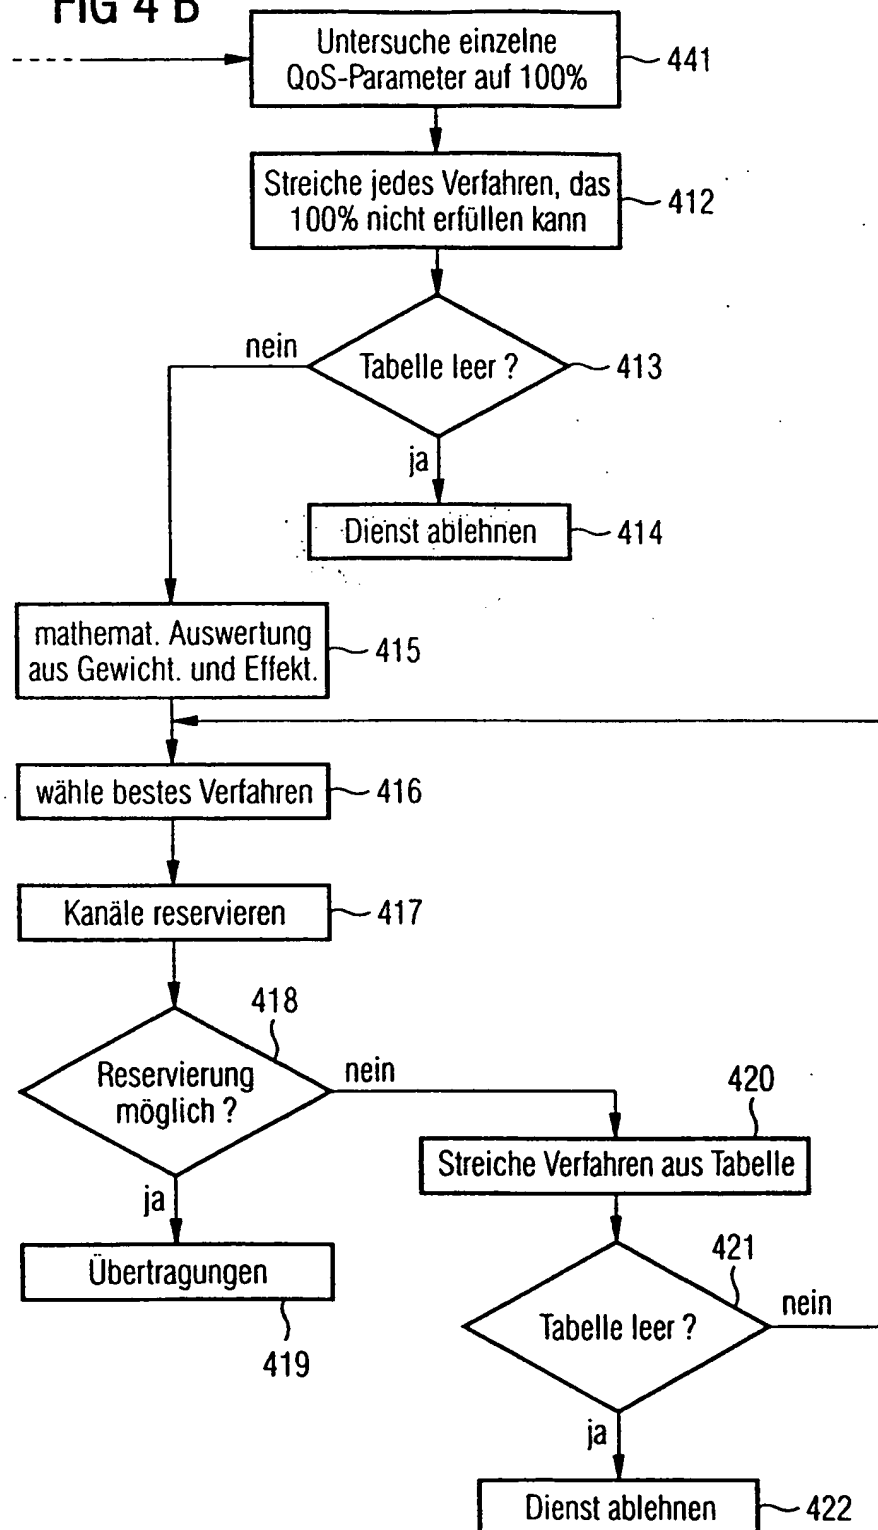 FIG 4 B
Untersuche einzelne
QoS-Parameter auf 100%
441
Streiche jedes Verfahren, das
100% nicht erfüllen kann
412
nein
Tabelle leer ?
413
ja
Dienst ablehnen
414
mathemat. Auswertung
aus Gewicht. und Effekt.
415
wähle bestes Verfahren
416
Kanäle reservieren
417
418
Reservierung
möglich ?
nein
420
Streiche Verfahren aus Tabelle
ja
Übertragungen
419
421
Tabelle leer ?
nein
ja
Dienst ablehnen
422